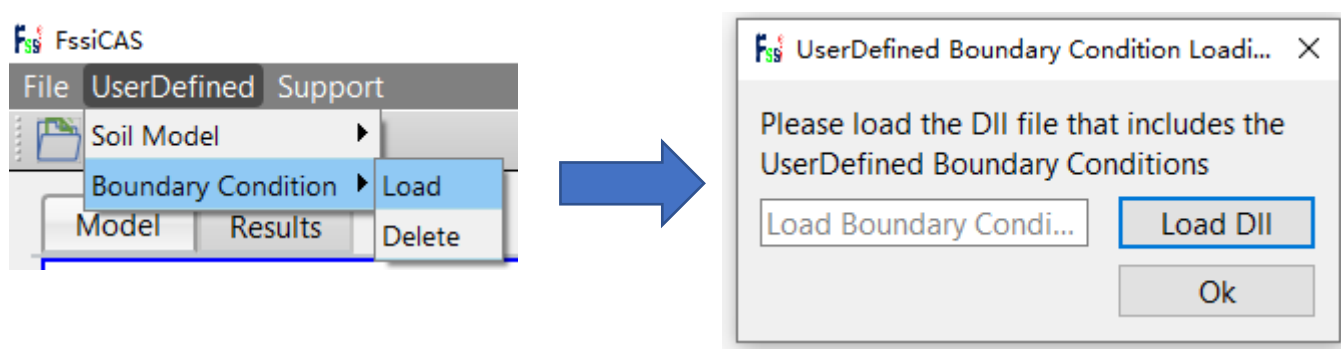 FssiCAS
File UserDefined Support
Soil Model
Boundary Condition Load
Model Results Delete
Fss UserDefined Boundary Condition Loadi...
Please load the Dll file that includes the
UserDefined Boundary Conditions
Load Boundary Condi... Load Dll
Ok